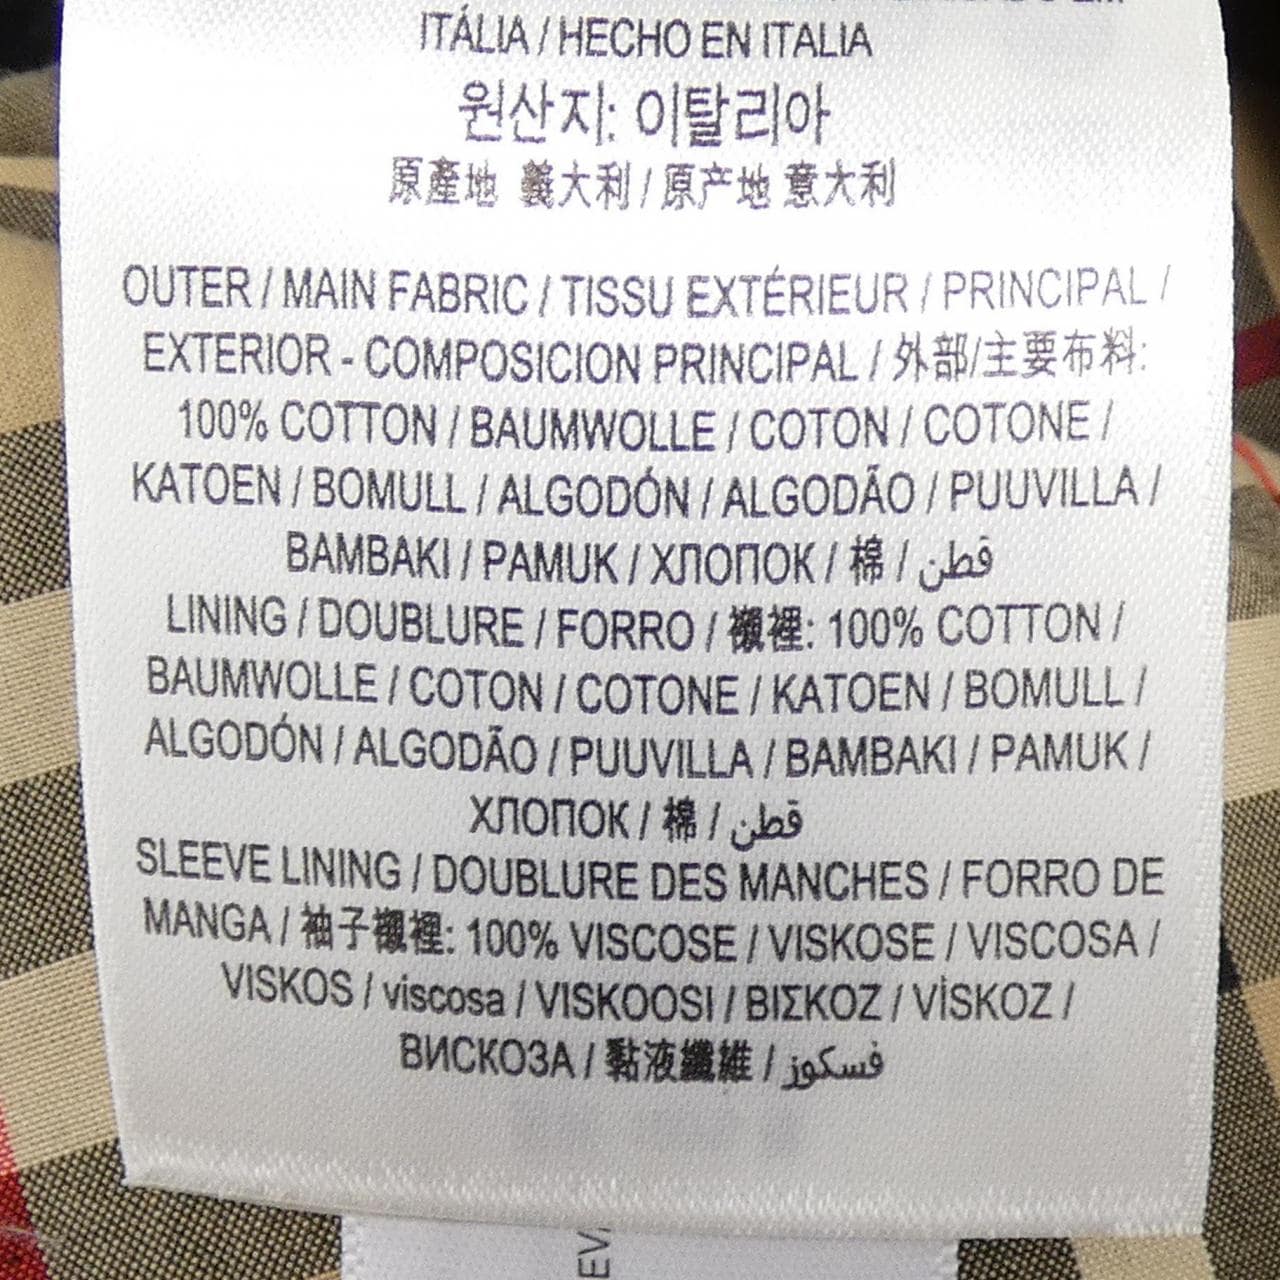 ITÁLIA / HECHO EN ITALIA
원산지: 이탈리아
原產地 義大利 / 原产地 意大利
OUTER / MAIN FABRIC / TISSU EXTÉRIEUR / PRINCIPAL /
EXTERIOR - COMPOSICION PRINCIPAL / 外部/主要布料:
100% COTTON / BAUMWOLLE / COTON / COTONE /
KATOEN / BOMULL / ALGODÓN / ALGODÃO / PUUVILLA /
BAMBAKI / PAMUK / ХЛОПОК / 棉 / قطن
LINING / DOUBLURE / FORRO / 襯裡: 100% COTTON /
BAUMWOLLE / COTON / COTONE / KATOEN / BOMULL /
ALGODÓN / ALGODÃO / PUUVILLA / BAMBAKI / PAMUK /
ХЛОПОК / 棉 / قطن
SLEEVE LINING / DOUBLURE DES MANCHES / FORRO DE
MANGA / 袖子襯裡: 100% VISCOSE / VISKOSE / VISCOSA /
VISKOS / viscosa / VISKOOSI / ΒΙΣΚΟΖ / VİSKOZ /
ВИСКОЗА / 黏液纖維 / فسكوز
EV